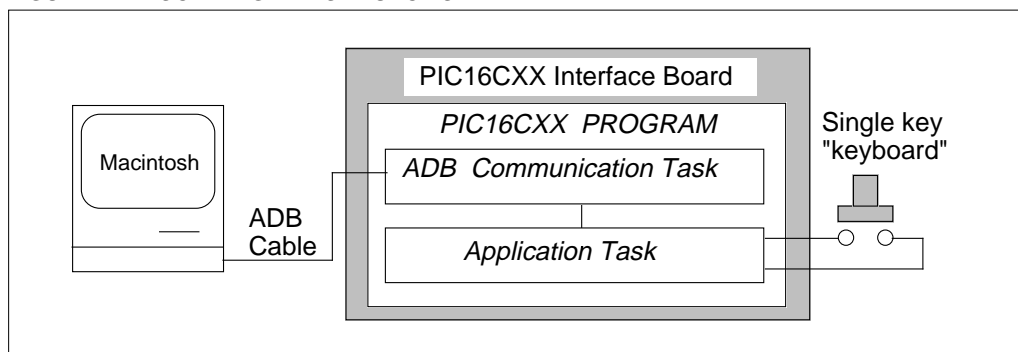 PIC16CXX Interface Board
PIC16CXX PROGRAM
Single key
"keyboard"
Macintosh
ADB Communication Task
ADB
Cable
Application Task